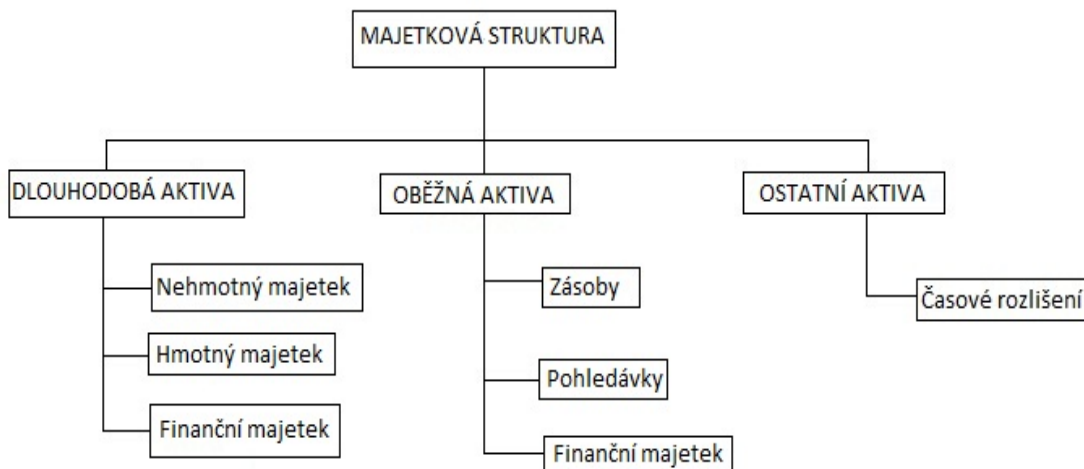 MAJETKOVÁ STRUKTURA
DLOUHODOBÁ AKTIVA
OBĚŽNÁ AKTIVA
OSTATNÍ AKTIVA
Nehmotný majetek
Hmotný majetek
Finanční majetek
Zásoby
Pohledávky
Finanční majetek
Časové rozlišení